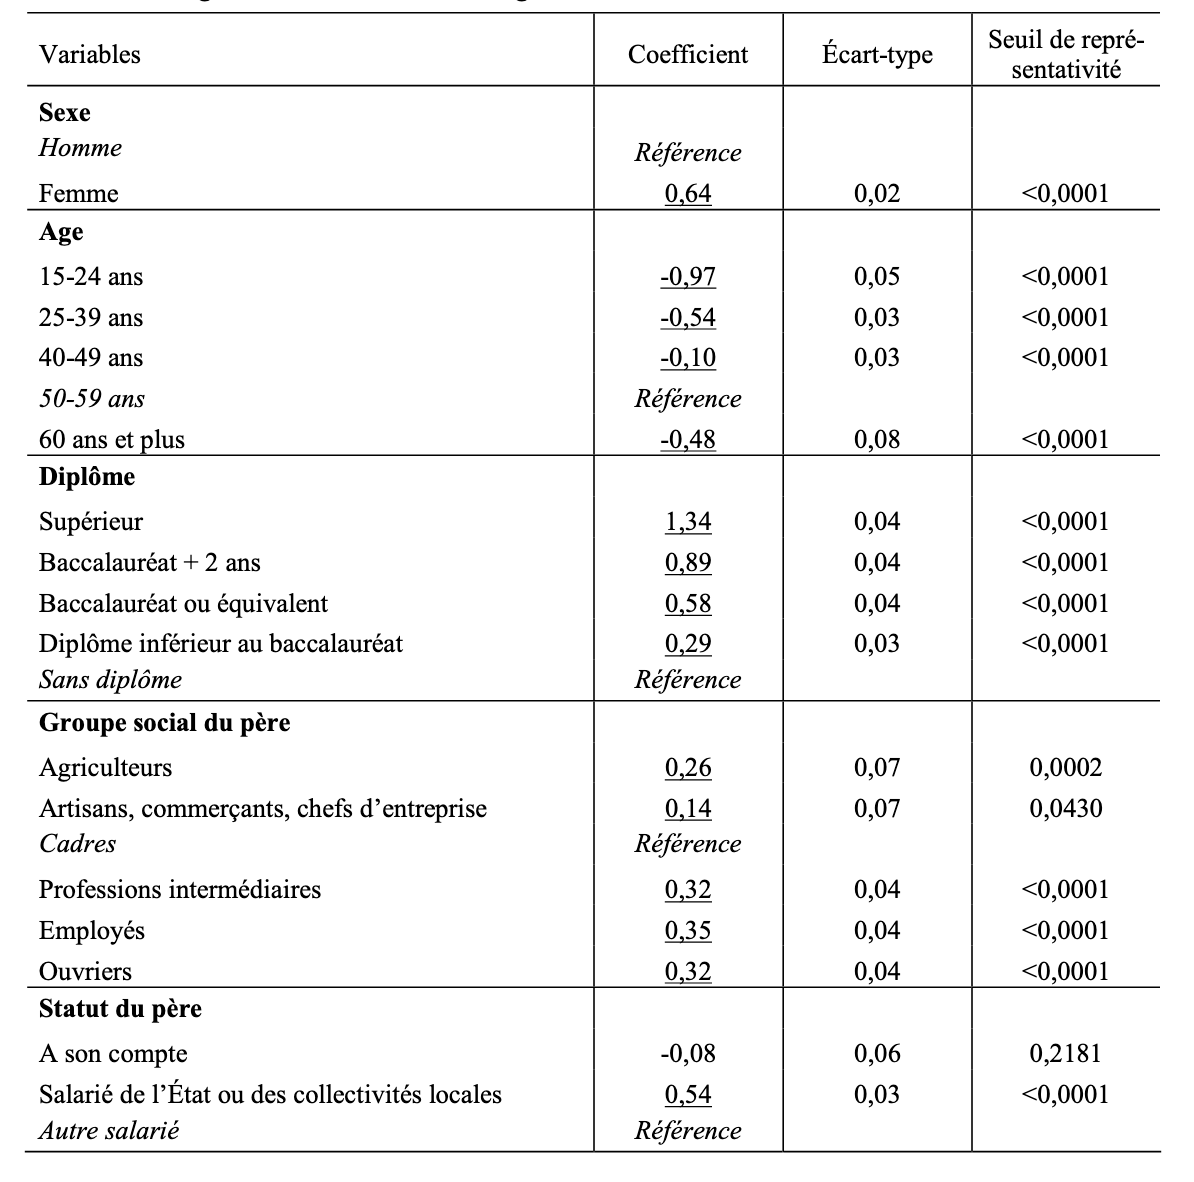 Variables Coefficient Écart-type Seuil de repré-
sentativité
Sexe
Homme Référence
Femme 0,64 0,02 <0,0001
Age
15-24 ans -0,97 0,05 <0,0001
25-39 ans -0,54 0,03 <0,0001
40-49 ans -0,10 0,03 <0,0001
50-59 ans Référence
60 ans et plus -0,48 0,08 <0,0001
Diplôme
Supérieur 1,34 0,04 <0,0001
Baccalauréat + 2 ans 0,89 0,04 <0,0001
Baccalauréat ou équivalent 0,58 0,04 <0,0001
Diplôme inférieur au baccalauréat 0,29 0,03 <0,0001
Sans diplôme Référence
Groupe social du père
Agriculteurs 0,26 0,07 0,0002
Artisans, commerçants, chefs d’entreprise 0,14 0,07 0,0430
Cadres Référence
Professions intermédiaires 0,32 0,04 <0,0001
Employés 0,35 0,04 <0,0001
Ouvriers 0,32 0,04 <0,0001
Statut du père
A son compte -0,08 0,06 0,2181
Salarié de l’État ou des collectivités locales 0,54 0,03 <0,0001
Autre salarié Référence